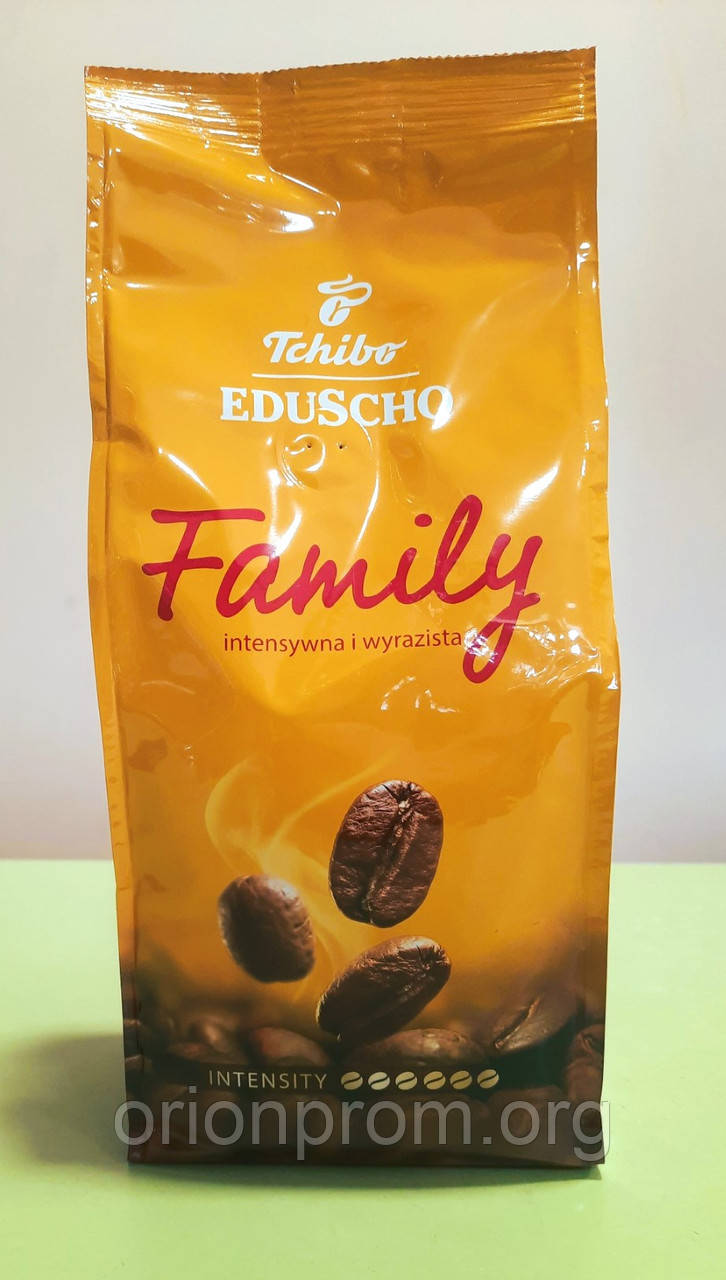 Tchibo
EDUSCHO
Family
intensywna i wyrazista
INTENSITY
orionprom.org